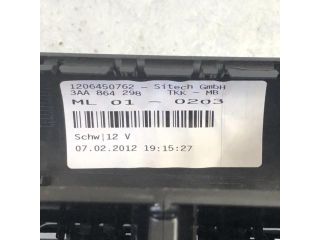 1206450762 - Sitech GmbH
3AA 864 298 TKK - MB
ML 01 - 0203
Schw|12 V
07.02.2012 19:15:27